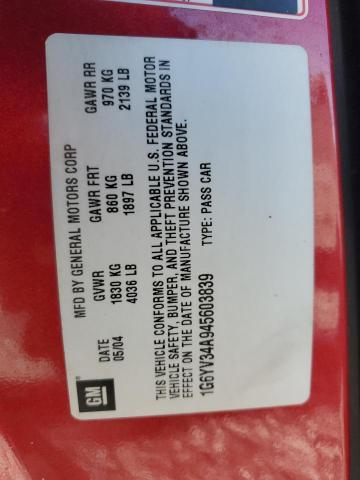 GM
MFD BY GENERAL MOTORS CORP
DATE GVWR GAWR FRT GAWR RR
05/04 1830 KG 860 KG 970 KG
4036 LB 1897 LB 2139 LB
THIS VEHICLE CONFORMS TO ALL APPLICABLE U.S. FEDERAL MOTOR
VEHICLE SAFETY, BUMPER, AND THEFT PREVENTION STANDARDS IN
EFFECT ON THE DATE OF MANUFACTURE SHOWN ABOVE.
1G6YV34A945603839 TYPE: PASS CAR